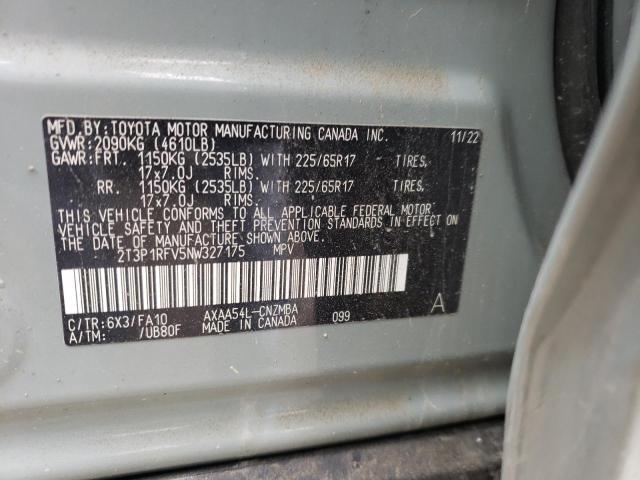 MFD. BY: TOYOTA MOTOR MANUFACTURING CANADA INC. 11/22
GVWR: 2090KG (4610LB)
GAWR: FRT. 1150KG (2535LB) WITH 225/65R17 TIRES.
17x7.0J RIMS.
RR. 1150KG (2535LB) WITH 225/65R17 TIRES.
17x7.0J RIMS.
THIS VEHICLE CONFORMS TO ALL APPLICABLE FEDERAL MOTOR
VEHICLE SAFETY AND THEFT PREVENTION STANDARDS IN EFFECT ON
THE DATE OF MANUFACTURE SHOWN ABOVE.
2T3P1RFV5NW327175 MPV
C/TR: 6X3/FA10 AXAA54L-CNZMBA 099 A
A/TM: /UB80F MADE IN CANADA